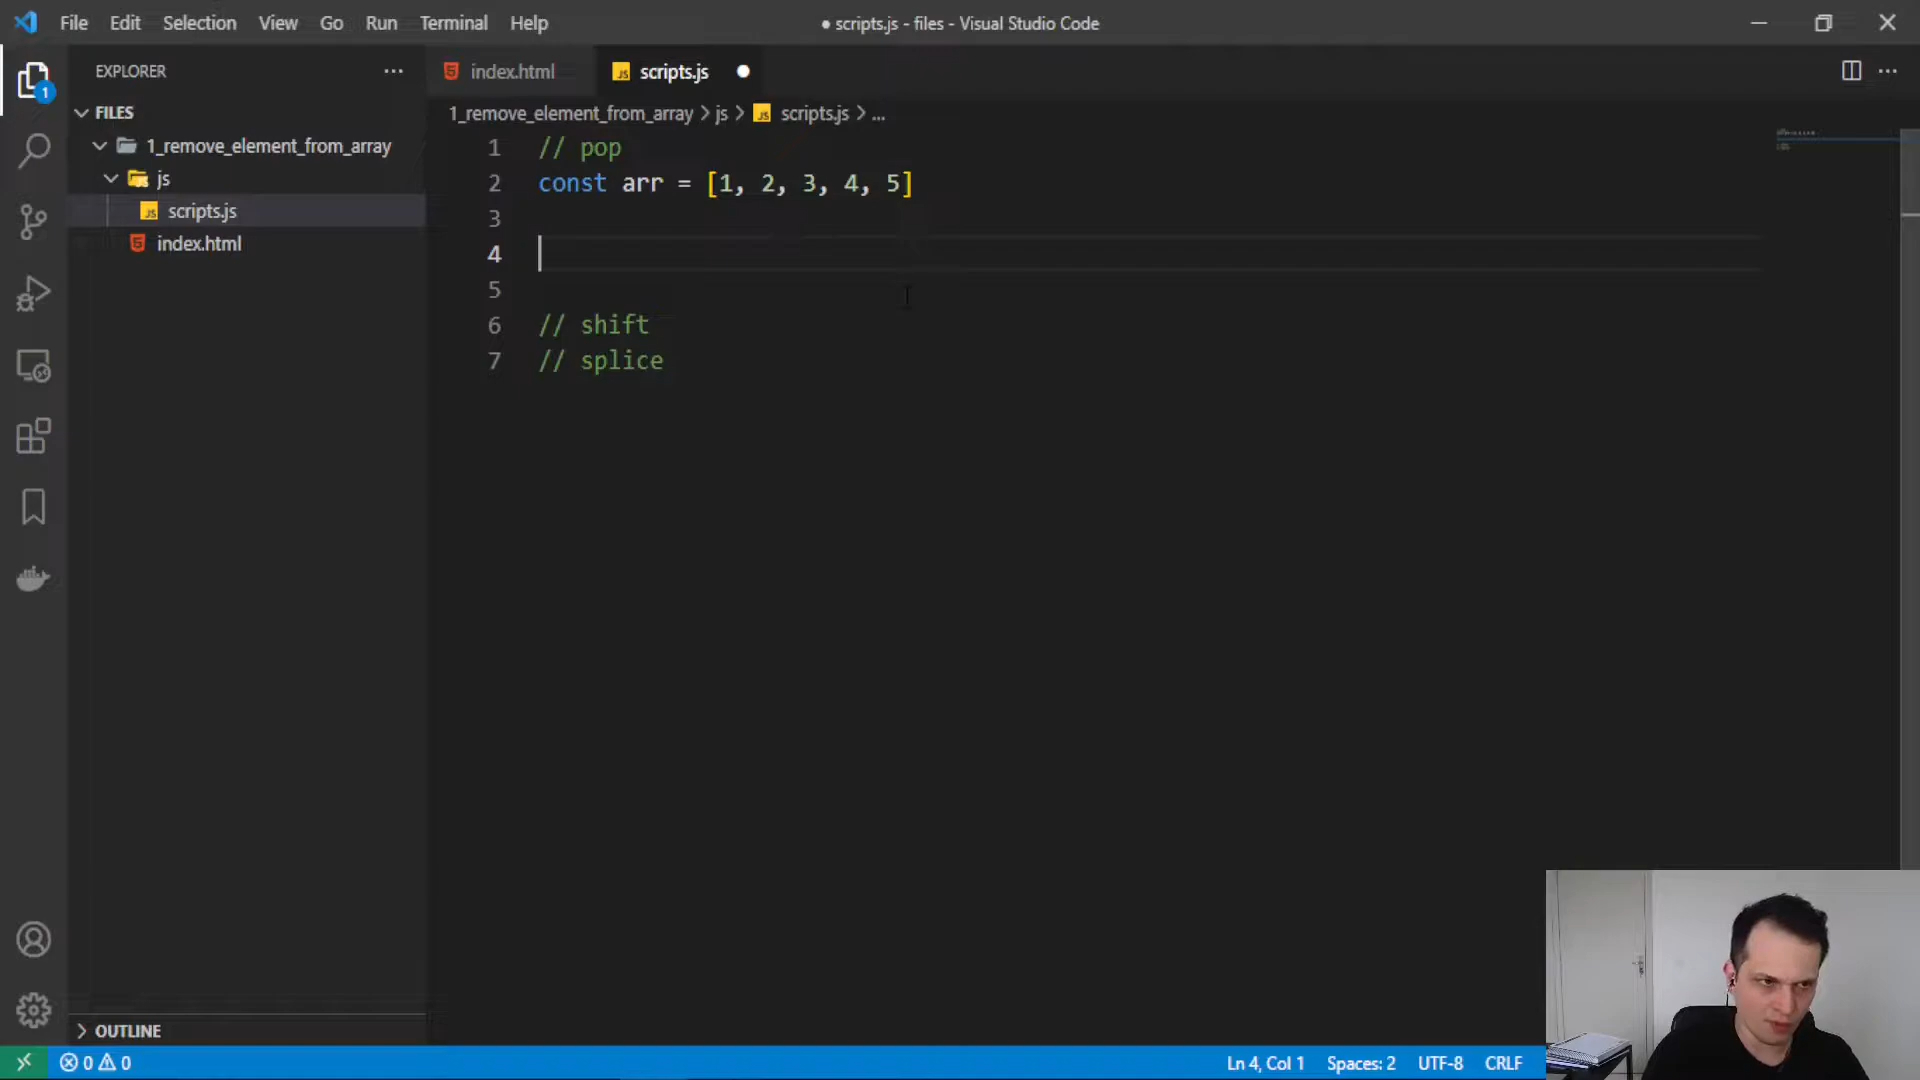 File Edit Selection View Go Run Terminal Help
● scripts.js - files - Visual Studio Code
EXPLORER
index.html
scripts.js
FILES
1_remove_element_from_array > js > scripts.js > ...
1_remove_element_from_array
js
scripts.js
index.html
1 // pop
2 const arr = [1, 2, 3, 4, 5]
3
4
5
6 // shift
7 // splice
1
OUTLINE
0 0
Ln 4, Col 1 Spaces: 2 UTF-8 CRLF